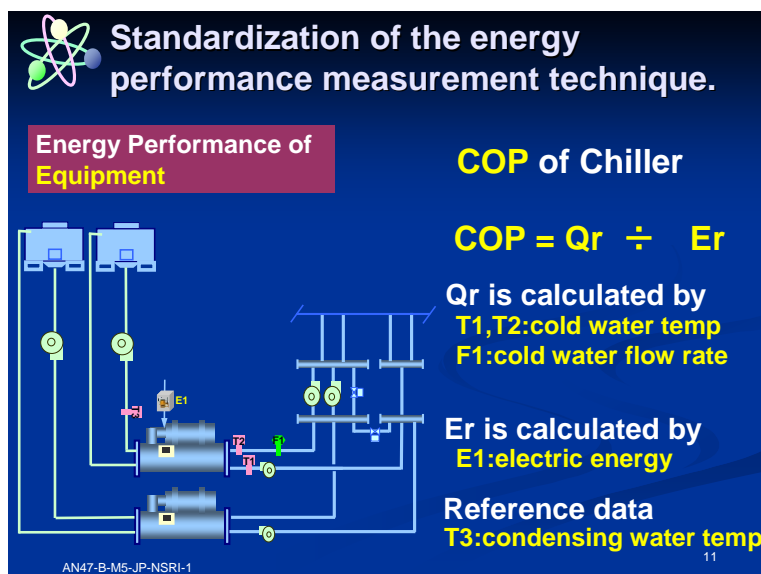 Standardization of the energy
performance measurement technique.
Energy Performance of
Equipment
COP of Chiller
COP = Qr ÷ Er
Qr is calculated by
T1,T2:cold water temp
F1:cold water flow rate
Er is calculated by
E1:electric energy
Reference data
T3:condensing water temp
E1
T3
T2
F1
T1
AN47-B-M5-JP-NSRI-1
11